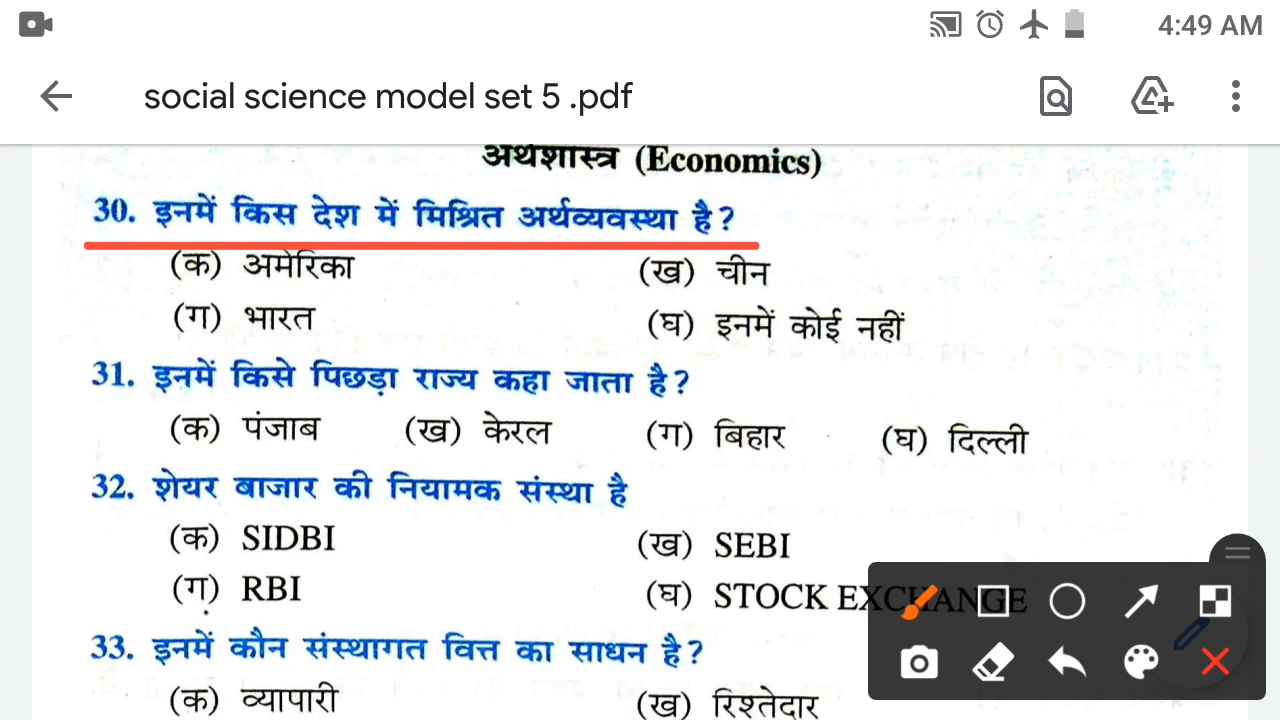 4:49 AM
social science model set 5 .pdf
अर्थशास्त्र (Economics)
30. इनमें किस देश में मिश्रित अर्थव्यवस्था है?
(क) अमेरिका (ख) चीन
(ग) भारत (घ) इनमें कोई नहीं
31. इनमें किसे पिछड़ा राज्य कहा जाता है?
(क) पंजाब (ख) केरल (ग) बिहार (घ) दिल्ली
32. शेयर बाजार की नियामक संस्था है
(क) SIDBI (ख) SEBI
(ग) RBI (घ) STOCK EXCHANGE
33. इनमें कौन संस्थागत वित्त का साधन है?
(क) व्यापारी (ख) रिश्तेदार